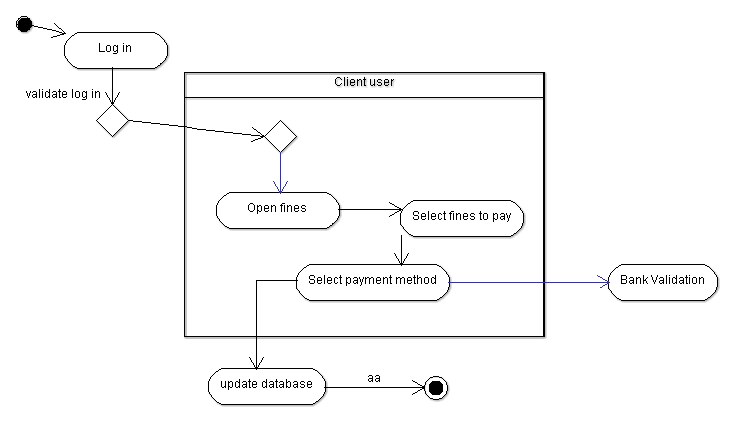 Log in
Client user
validate log in
Open fines
Select fines to pay
Select payment method
Bank Validation
update database
aa